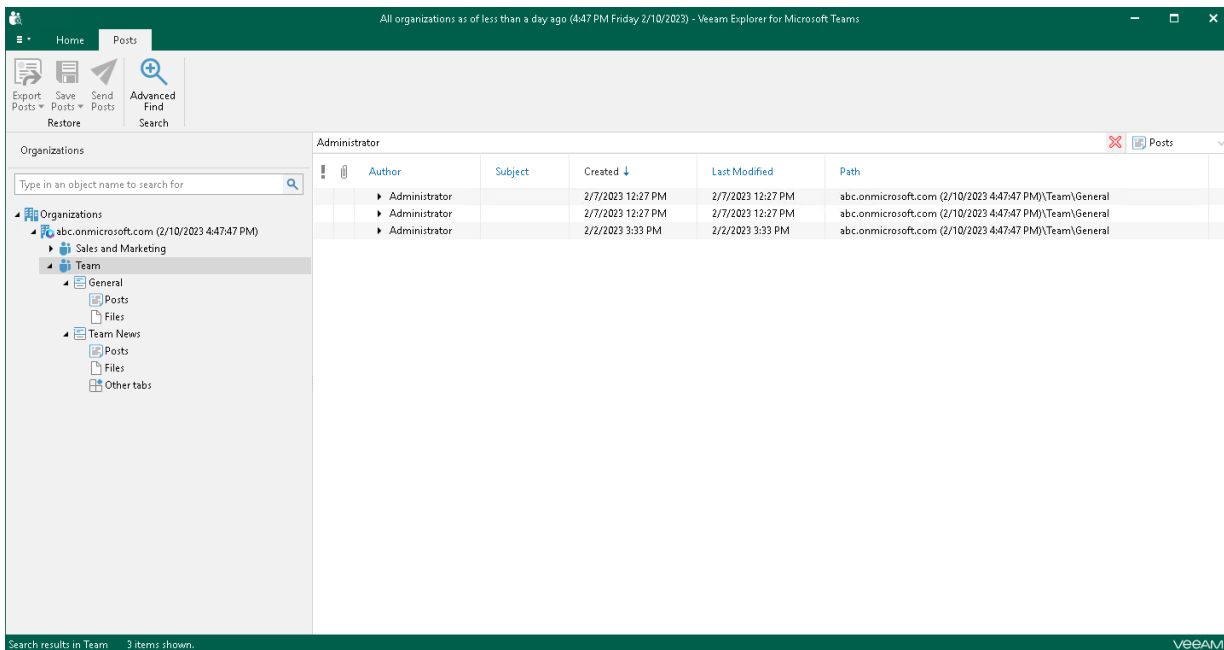 All organizations as of less than a day ago (4:47 PM Friday 2/10/2023) - Veeam Explorer for Microsoft Teams
Home Posts
Export Posts
Save Posts
Send Posts
Advanced Find
Restore Search
Organizations
Type in an object name to search for
Organizations
abc.onmicrosoft.com (2/10/2023 4:47:47 PM)
Sales and Marketing
Team
General
Posts
Files
Team News
Posts
Files
Other tabs
Administrator Posts
! Author Subject Created ↓ Last Modified Path
Administrator 2/7/2023 12:27 PM 2/7/2023 12:27 PM abc.onmicrosoft.com (2/10/2023 4:47:47 PM)\Team\General
Administrator 2/7/2023 12:27 PM 2/7/2023 12:27 PM abc.onmicrosoft.com (2/10/2023 4:47:47 PM)\Team\General
Administrator 2/2/2023 3:33 PM 2/2/2023 3:33 PM abc.onmicrosoft.com (2/10/2023 4:47:47 PM)\Team\General
Search results in Team 3 items shown. veeAM